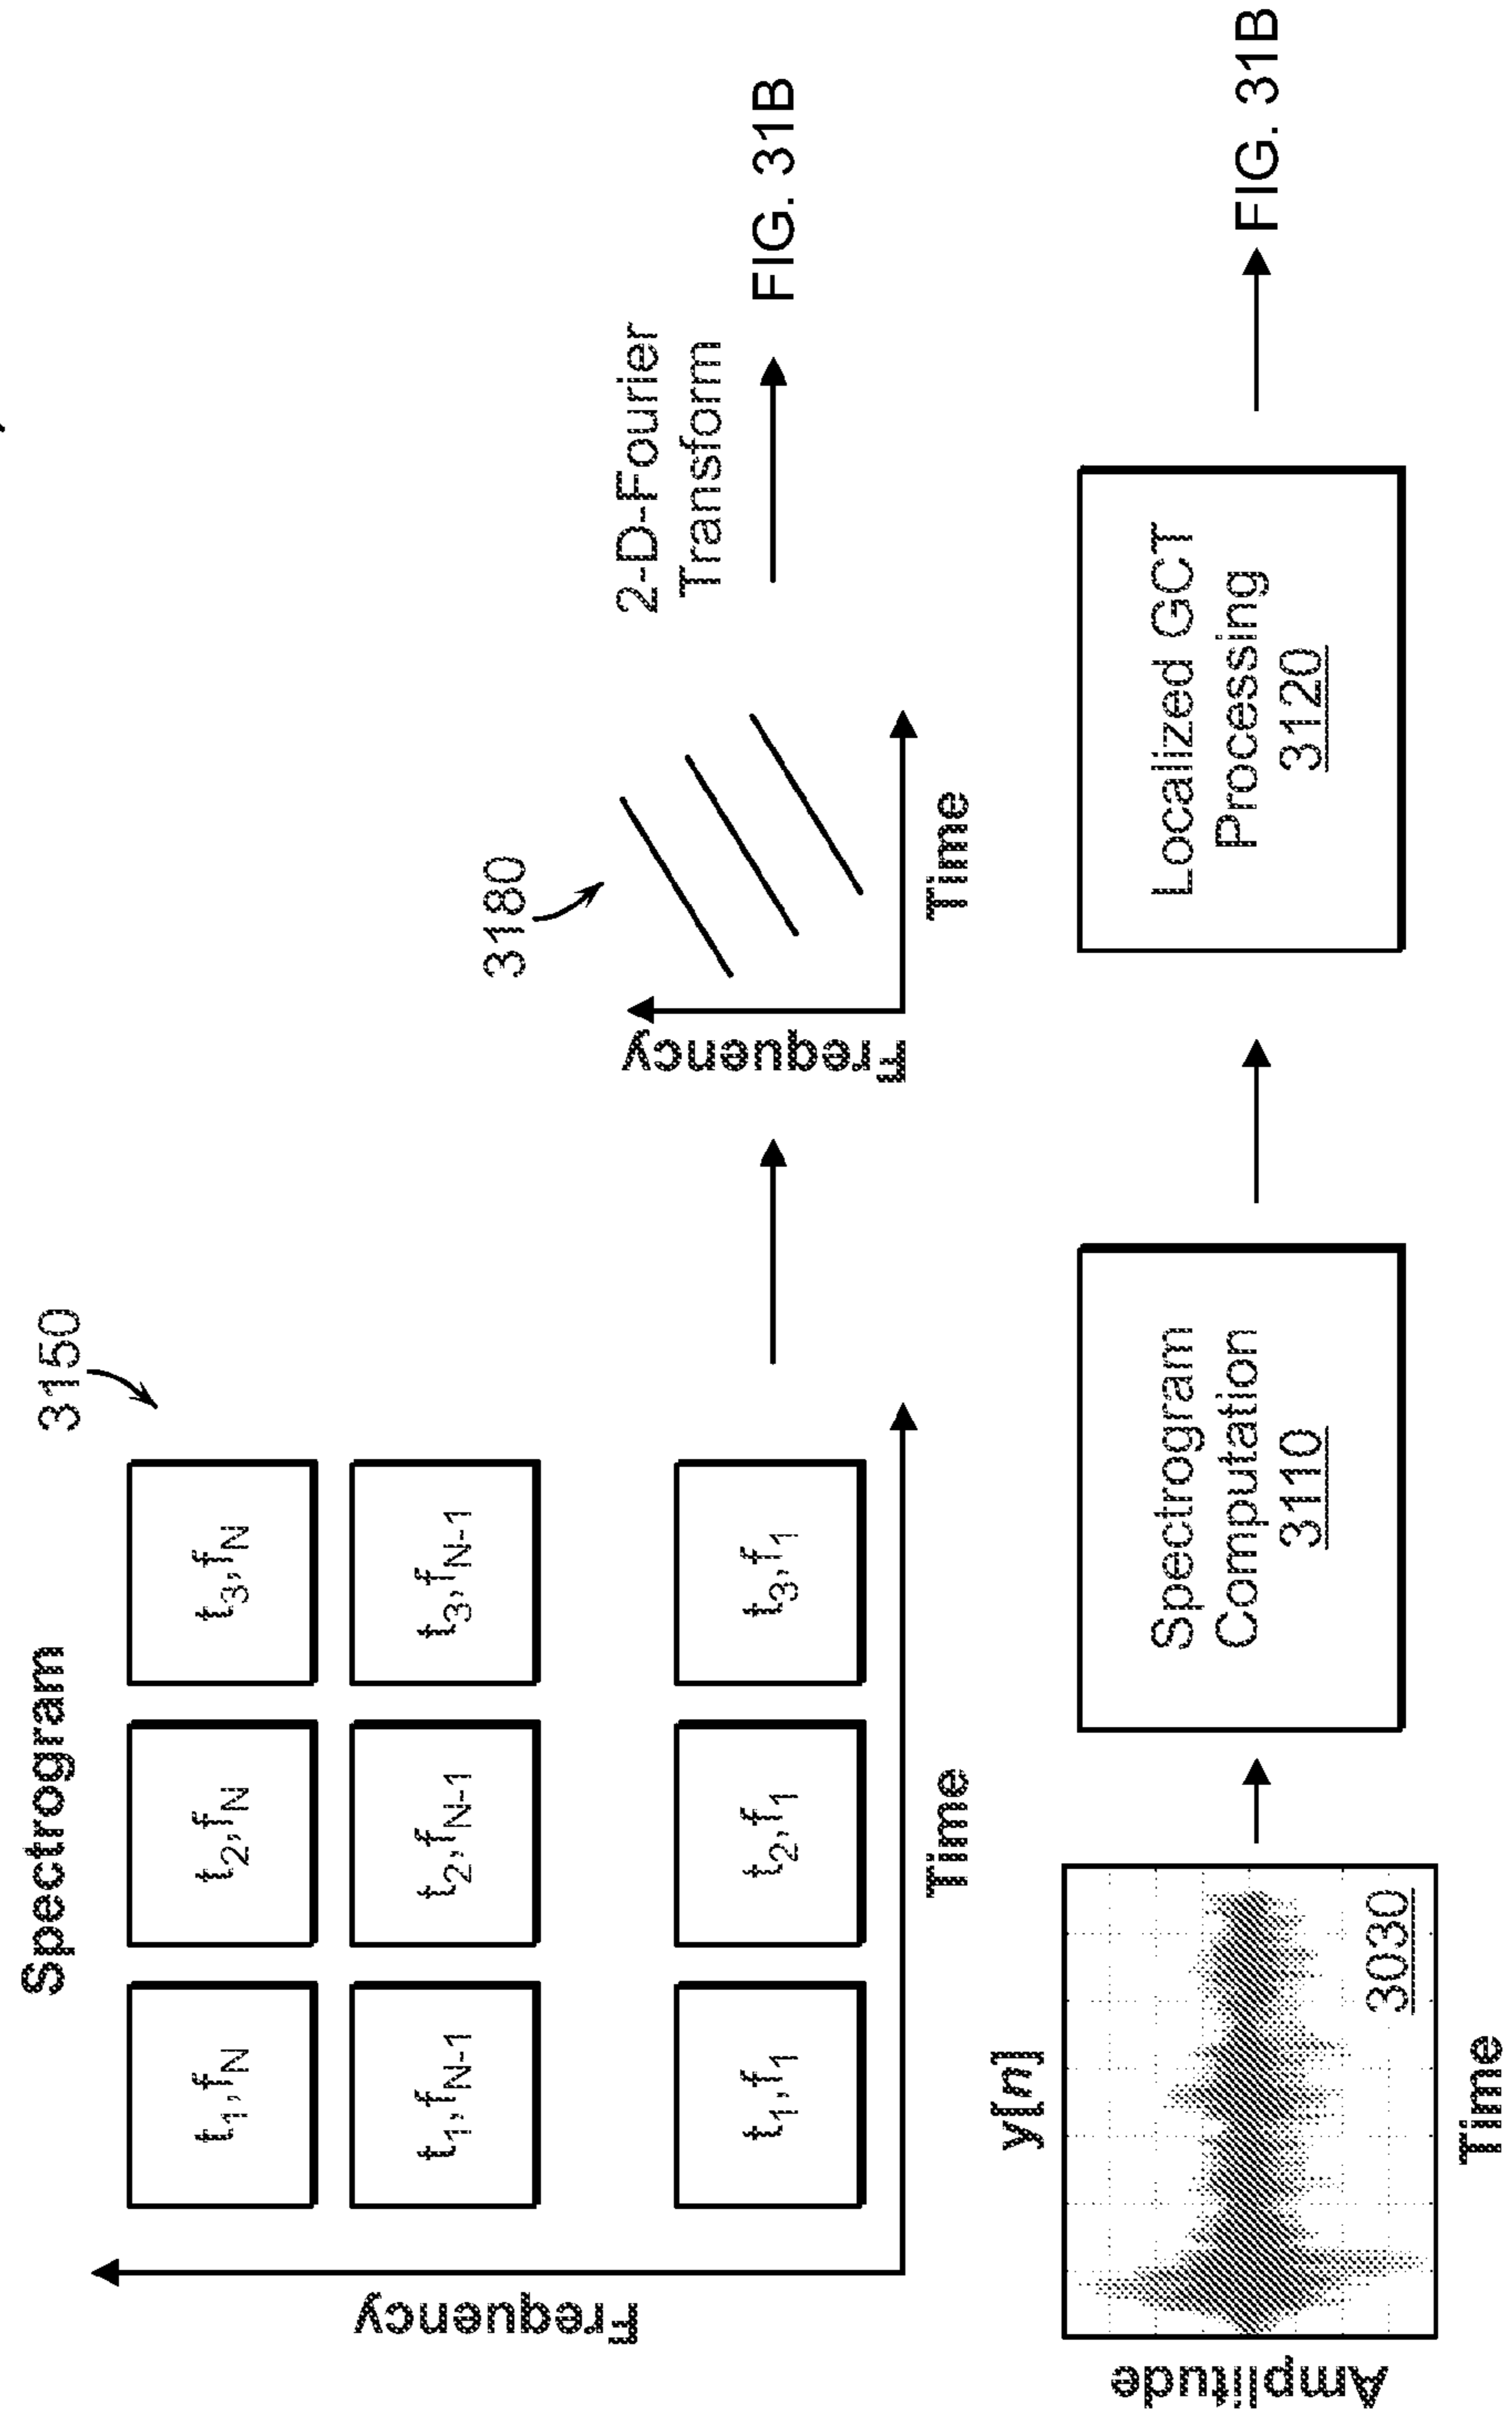 Spectrogram
3150
Frequency
t1,fN
t2,fN
t3,fN
t1,fN-1
t2,fN-1
t3,fN-1
t1,f1
t2,f1
t3,f1
Time
3180
Frequency
Time
2-D-Fourier
Transform
FIG. 31B
y[n]
Amplitude
3030
Time
Spectrogram
Computation
3110
Localized GCT
Processing
3120
FIG. 31B